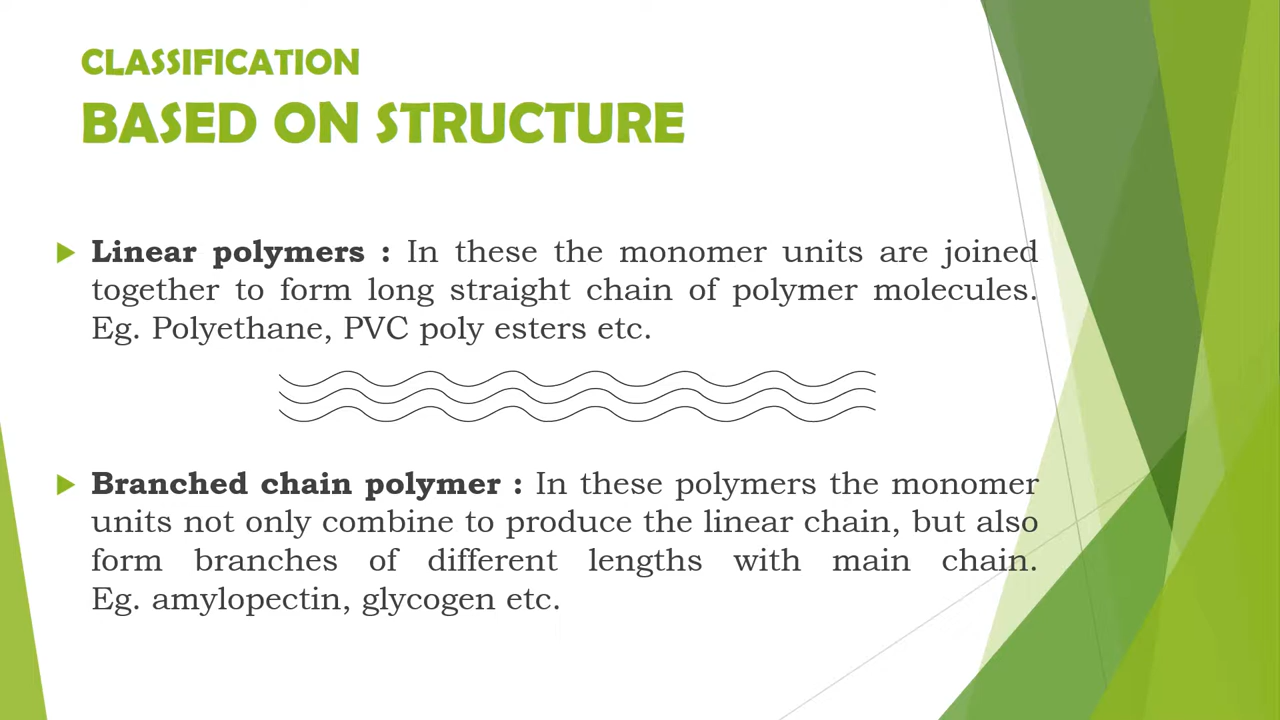 CLASSIFICATION
BASED ON STRUCTURE
Linear polymers : In these the monomer units are joined
together to form long straight chain of polymer molecules.
Eg. Polyethane, PVC poly esters etc.
Branched chain polymer : In these polymers the monomer
units not only combine to produce the linear chain, but also
form branches of different lengths with main chain.
Eg. amylopectin, glycogen etc.